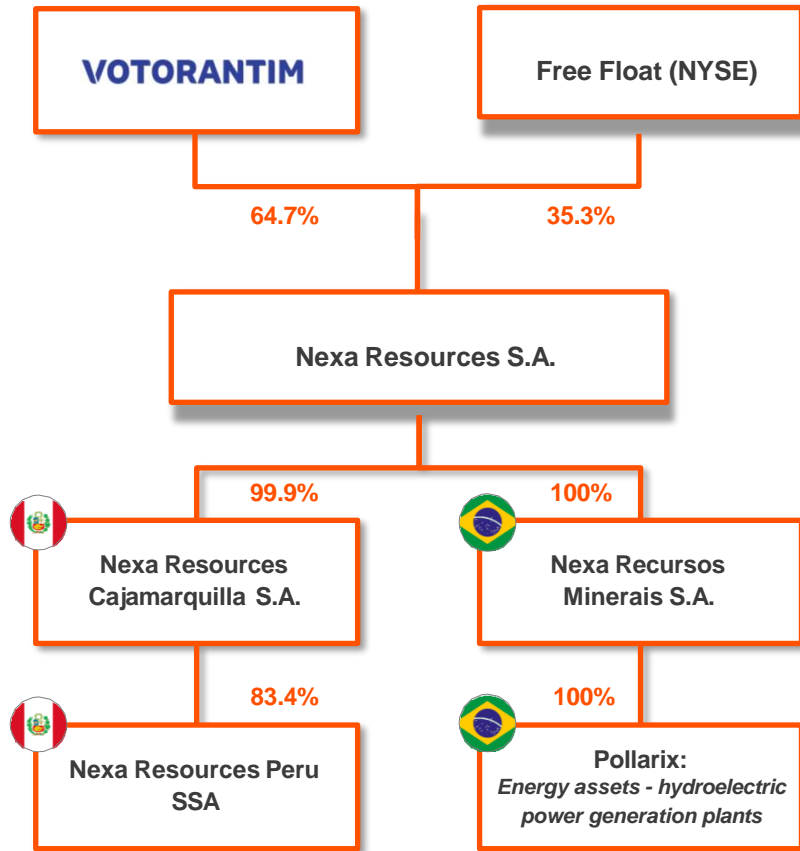 VOTORANTIM
Free Float (NYSE)
64.7%
35.3%
Nexa Resources S.A.
99.9%
100%
Nexa Resources
Cajamarquilla S.A.
Nexa Recursos
Minerais S.A.
83.4%
100%
Nexa Resources Peru
SSA
Pollarix:
Energy assets - hydroelectric
power generation plants